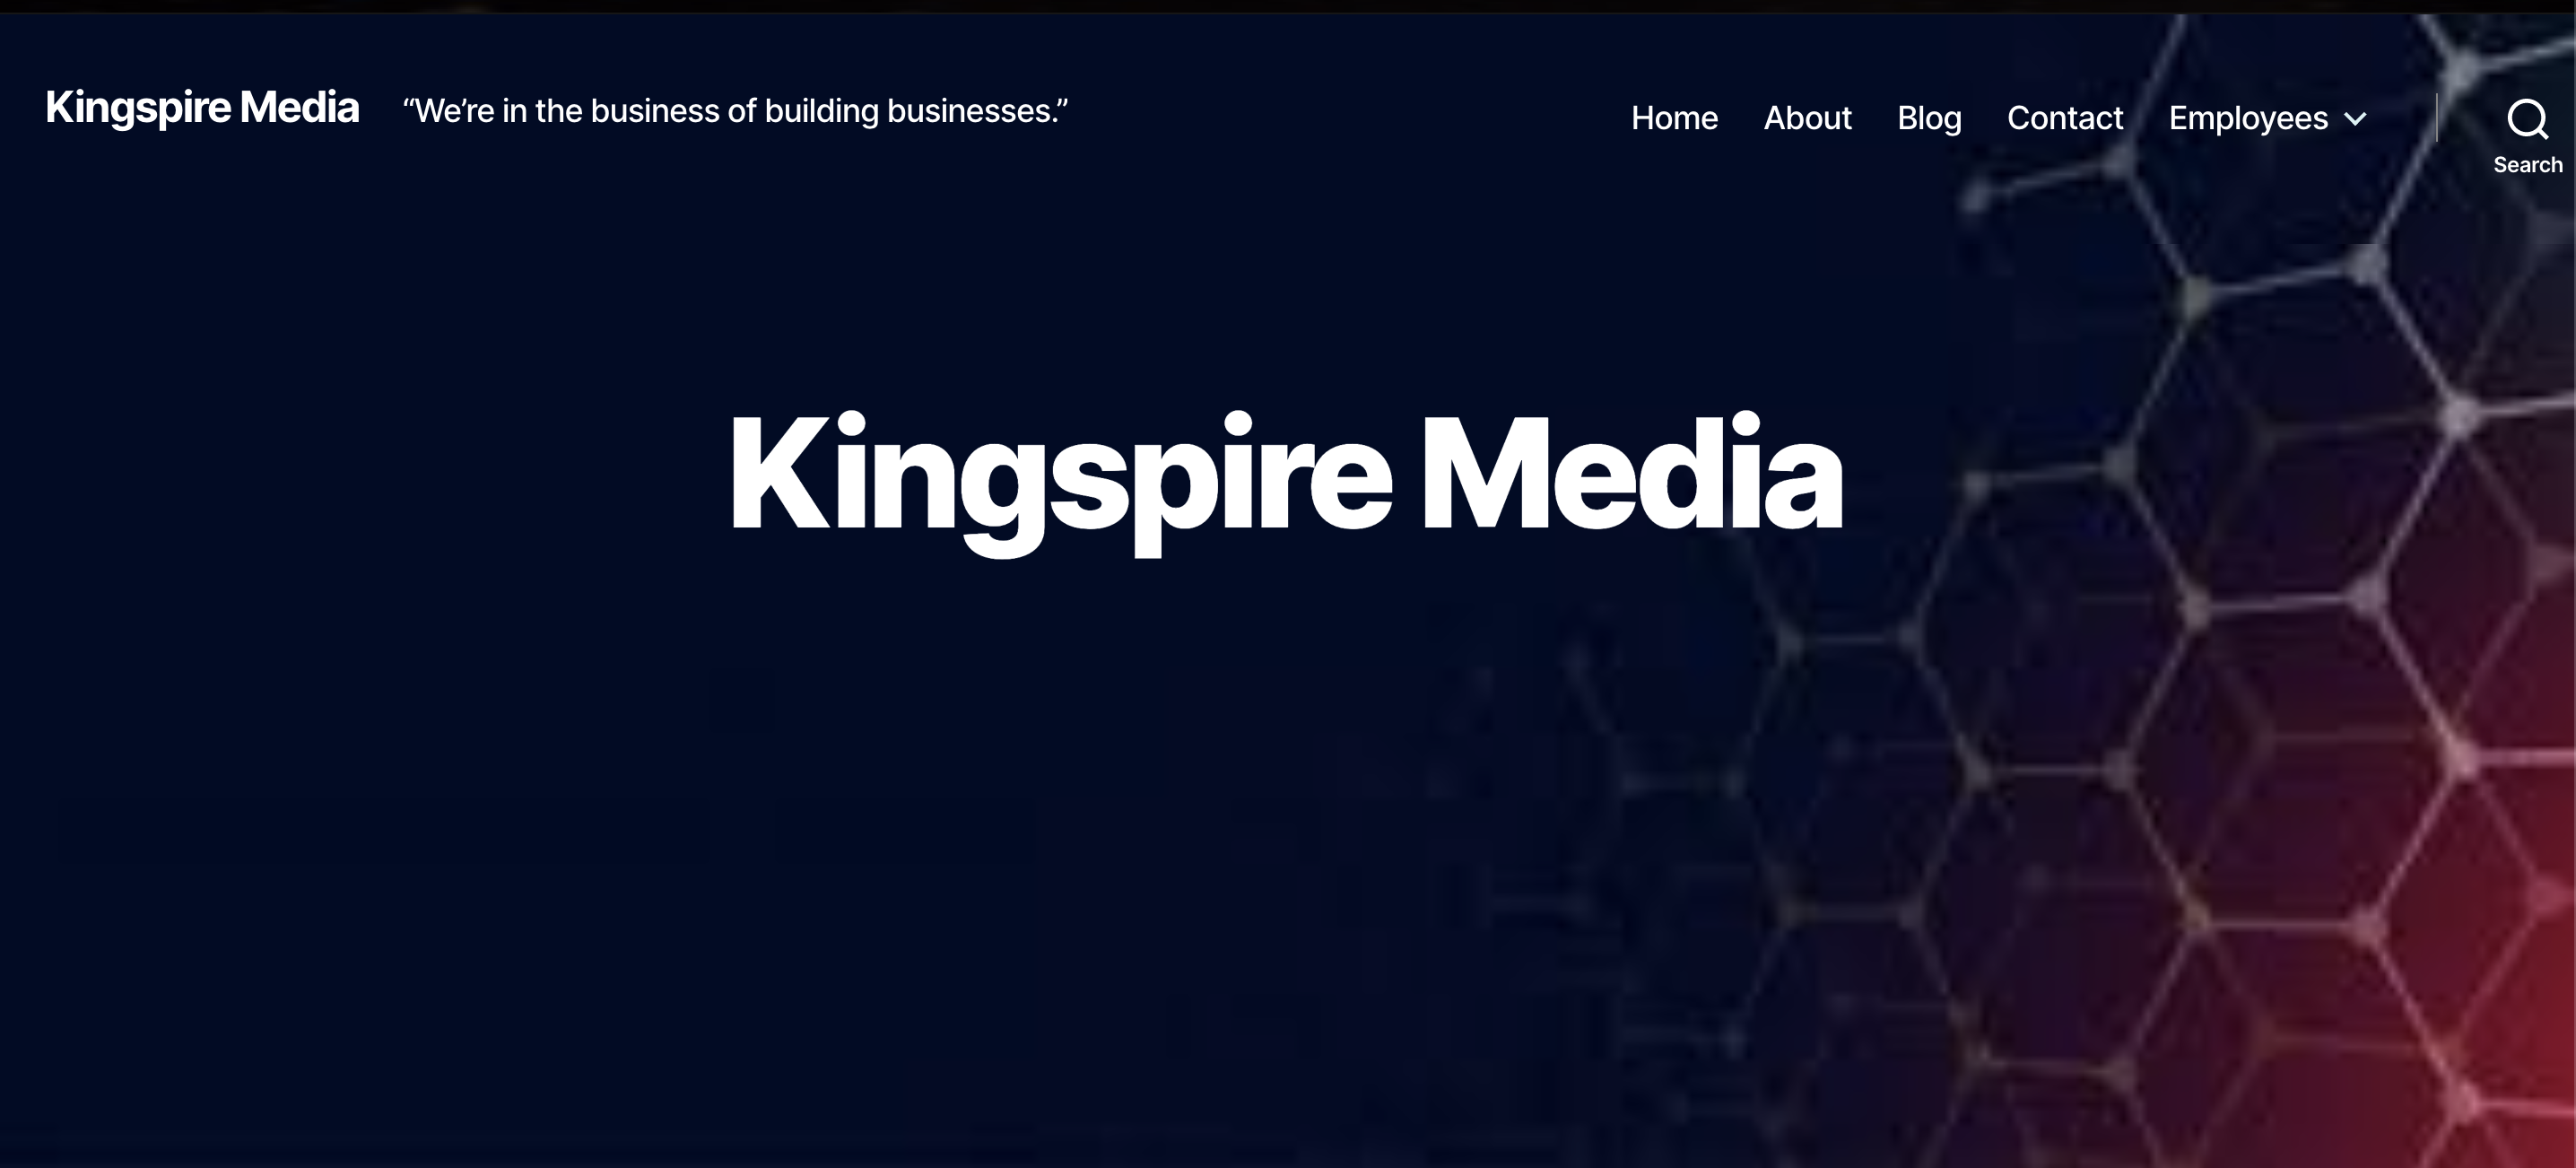 Kingspire Media “We’re in the business of building businesses.” Home About Blog Contact Employees
Search
Kingspire Media